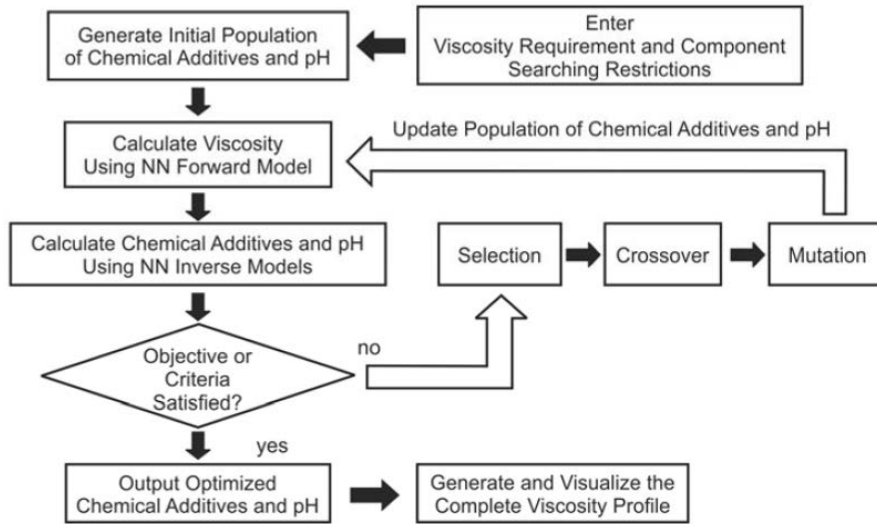 Enter
Viscosity Requirement and Component
Searching Restrictions
Generate Initial Population
of Chemical Additives and pH
Calculate Viscosity
Using NN Forward Model
Update Population of Chemical Additives and pH
Calculate Chemical Additives and pH
Using NN Inverse Models
Objective or
Criteria
Satisfied?
no
Selection
Crossover
Mutation
yes
Output Optimized
Chemical Additives and pH
Generate and Visualize the
Complete Viscosity Profile